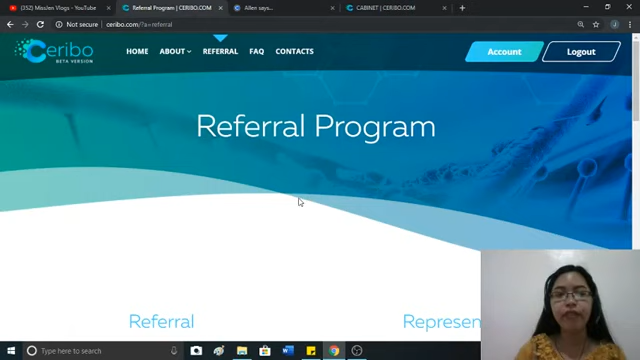 (352) MissJen Vlogs - YouTube
Referral Program | CERIBO.COM
Allen says...
CABINET | CERIBO.COM
Not secure | ceribo.com/?a=referral
Ceribo
BETA VERSION
HOME
ABOUT
REFERRAL
FAQ
CONTACTS
Account
Logout
Referral Program
Referral
Represen
Type here to search